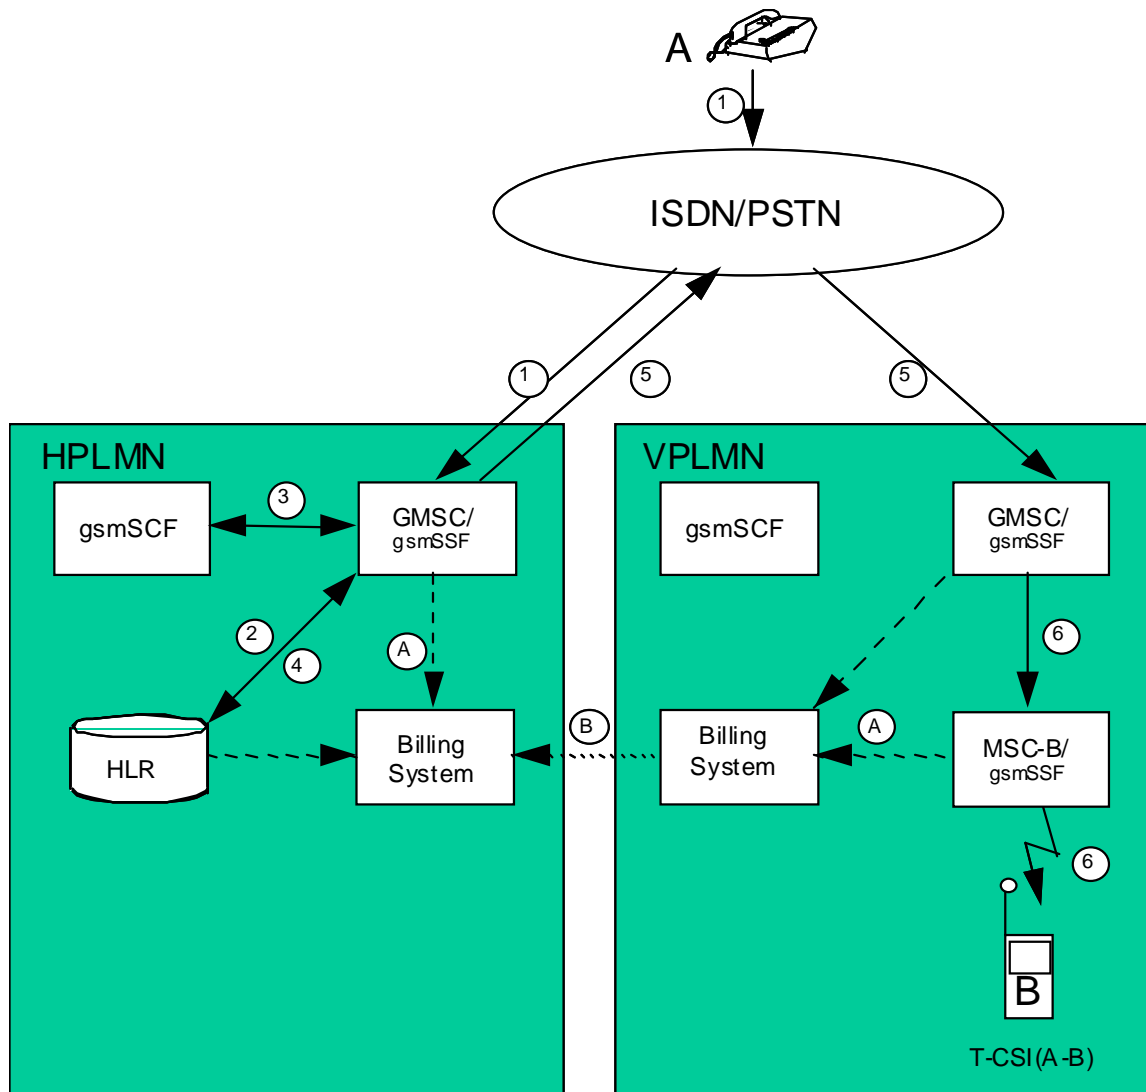 A
1
ISDN/PSTN
1
5
5
HPLMN
VPLMN
gsmSCF
3
GMSC/
gsmSSF
gsmSCF
GMSC/
gsmSSF
2
4
A
6
HLR
Billing
System
B
Billing
System
A
MSC-B/
gsmSSF
6
B
T-CSI(A-B)